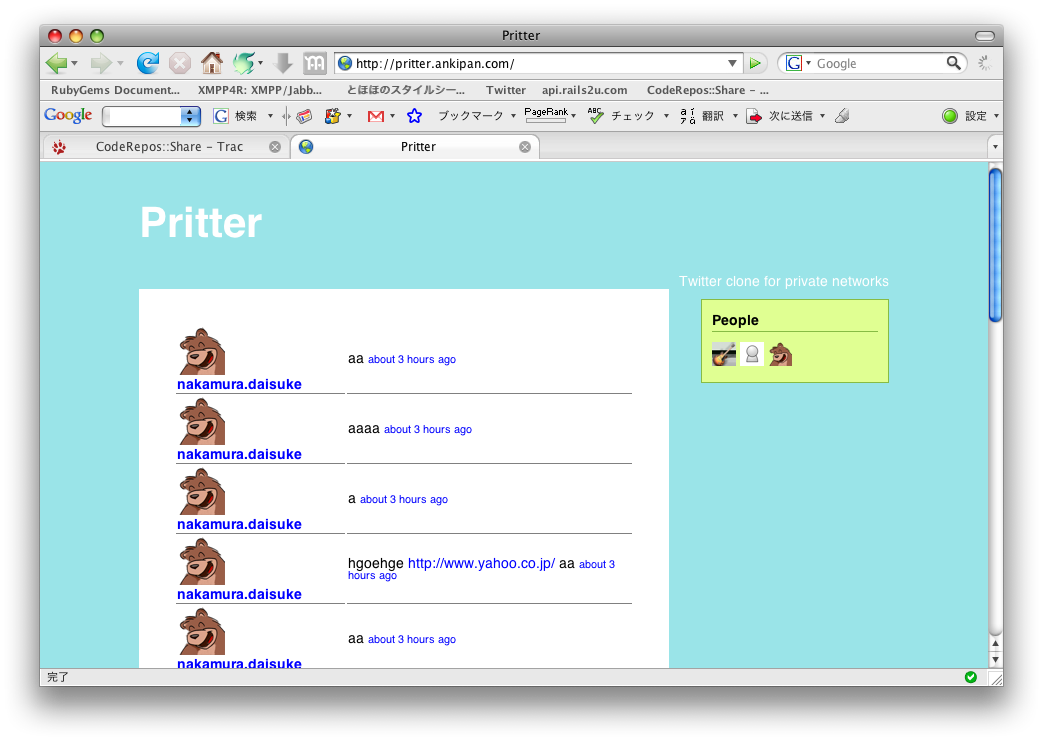 Pritter
http://pritter.ankipan.com/
Google
RubyGems Document... XMPP4R: XMPP/Jabb... とほほのスタイルシー... Twitter api.rails2u.com CodeRepos::Share – ...
Google 検索 ブックマーク PageRank ABC チェック 翻訳 次に送信 設定
CodeRepos::Share – Trac Pritter
Pritter
Twitter clone for private networks
People
aa about 3 hours ago
nakamura.daisuke
aaaa about 3 hours ago
nakamura.daisuke
a about 3 hours ago
nakamura.daisuke
hgoehge http://www.yahoo.co.jp/ aa about 3
hours ago
nakamura.daisuke
aa about 3 hours ago
nakamura.daisuke
完了